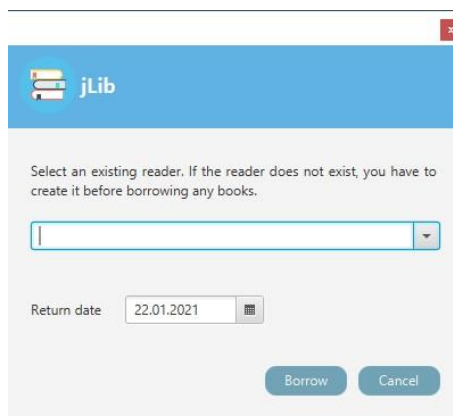 jLib
Select an existing reader. If the reader does not exist, you have to
create it before borrowing any books.
Return date 22.01.2021
Borrow Cancel